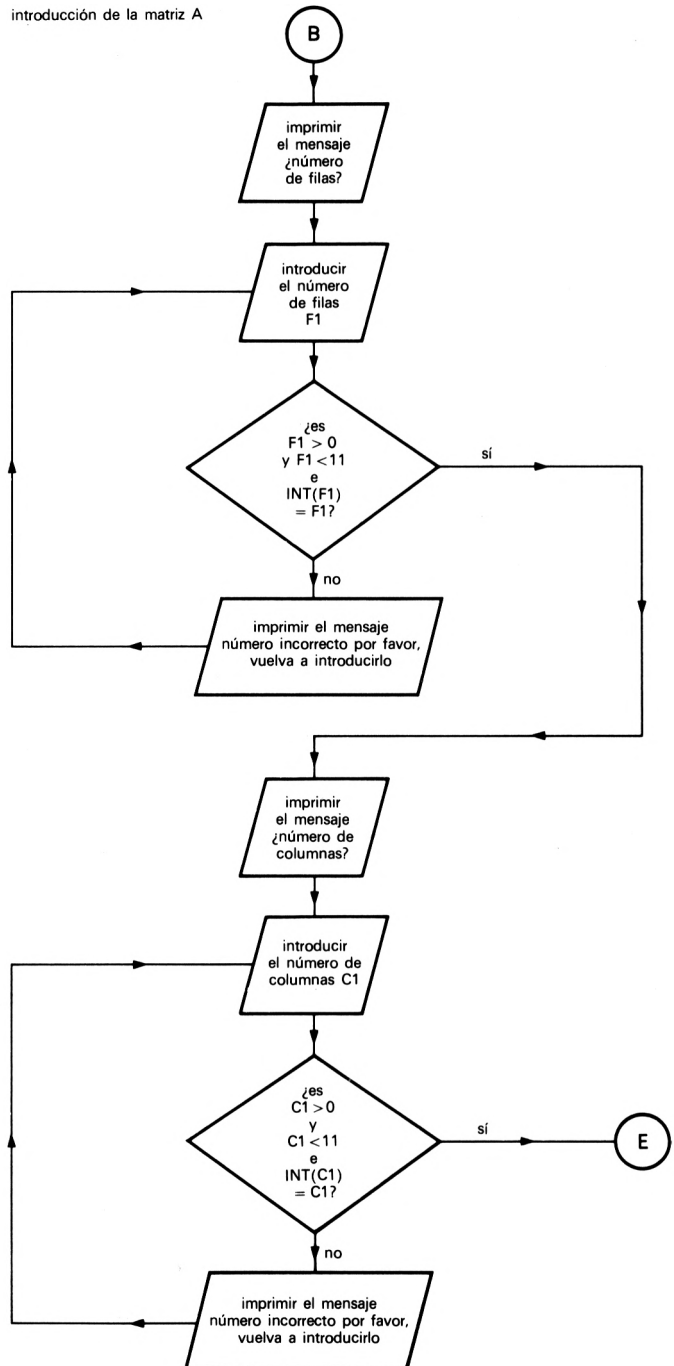 introducción de la matriz A
B
imprimir
el mensaje
¿número
de filas?
introducir
el número
de filas
F1
¿es
F1 > 0
y F1 < 11
e
INT(F1)
= F1?
sí
no
imprimir el mensaje
número incorrecto por favor,
vuelva a introducirlo
imprimir
el mensaje
¿número de
columnas?
introducir
el número de
columnas C1
¿es
C1 > 0
y
C1 < 11
e
INT(C1)
= C1?
sí
E
no
imprimir el mensaje
número incorrecto por favor,
vuelva a introducirlo